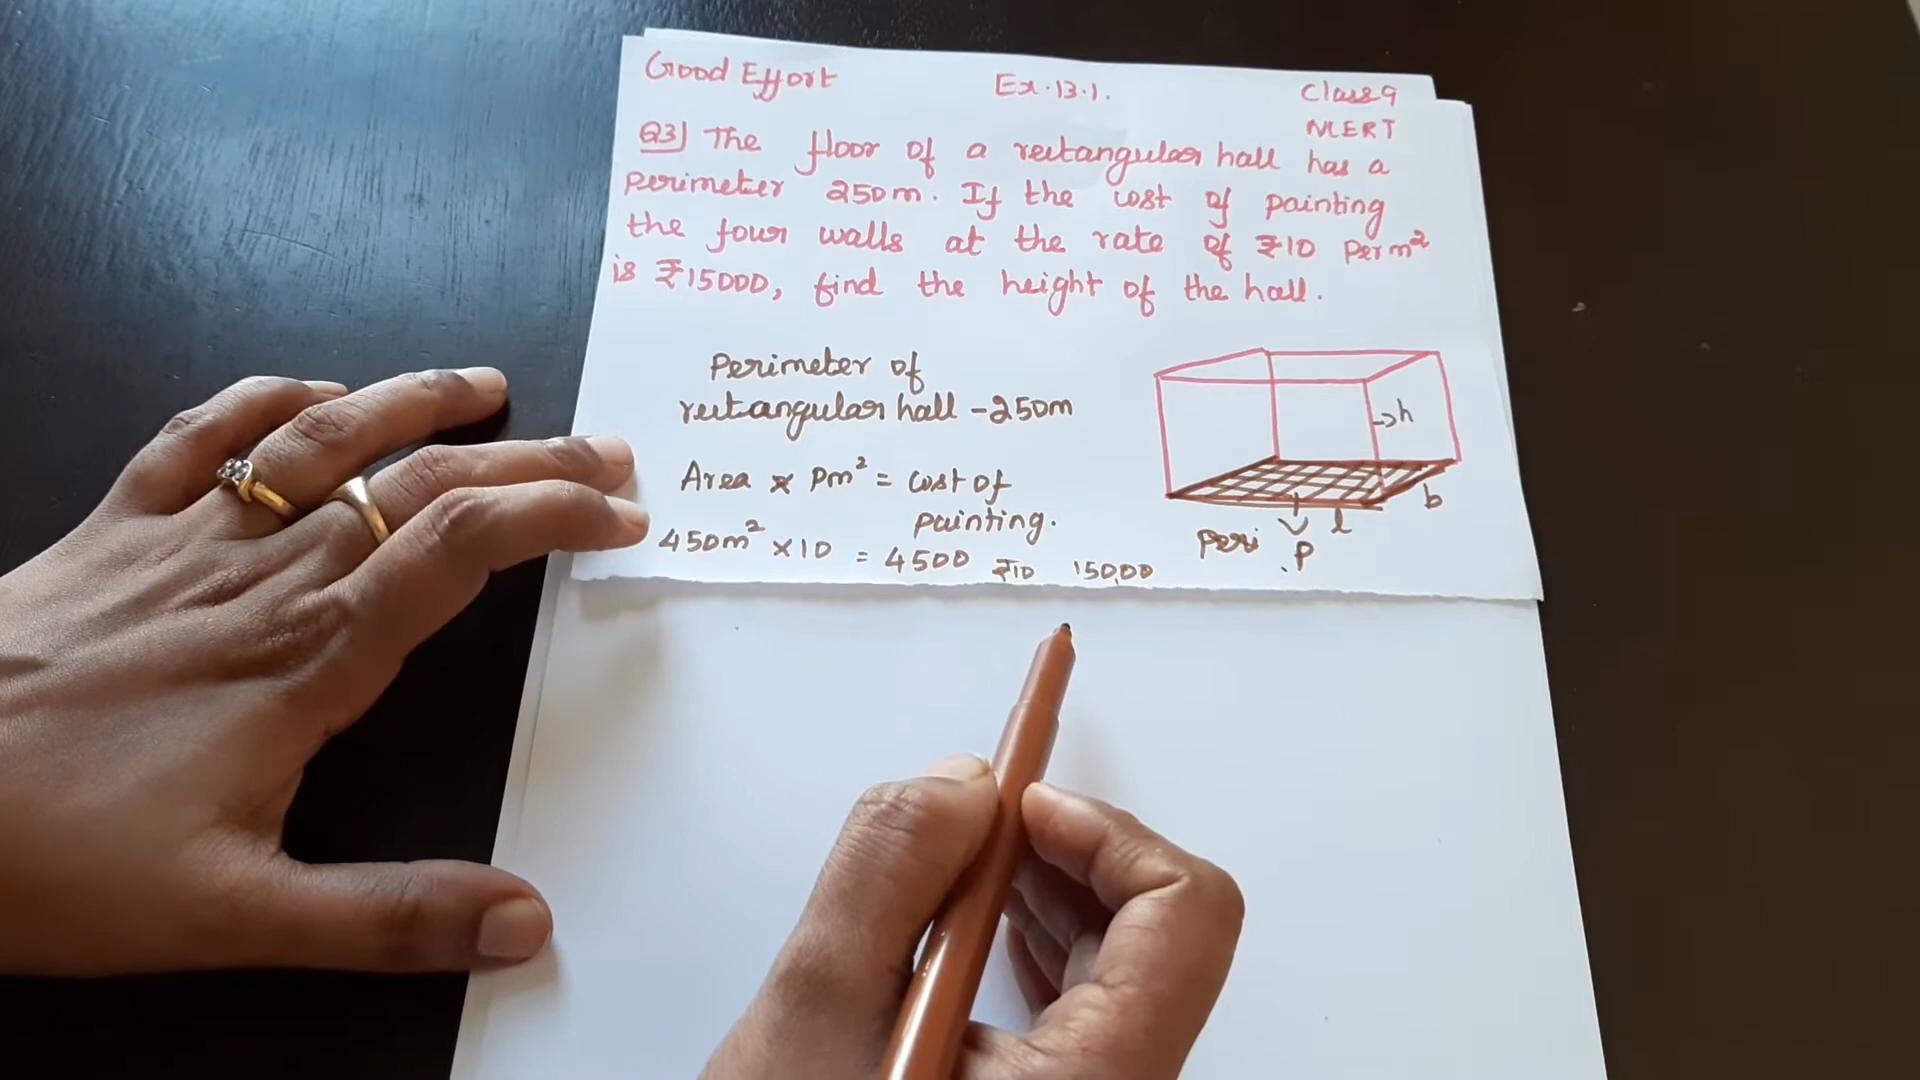 Good Effort Ex.13.1. Class 9
NCERT
Q3) The floor of a rectangular hall has a
perimeter 250m. If the cost of painting
the four walls at the rate of ₹10 per m²
is ₹15000, find the height of the hall.
Perimeter of
rectangular hall - 250m
Area × Pm² = cost of
painting.
450m² × 10 = 4500 ₹10 150,00
h
b
l
Peri P